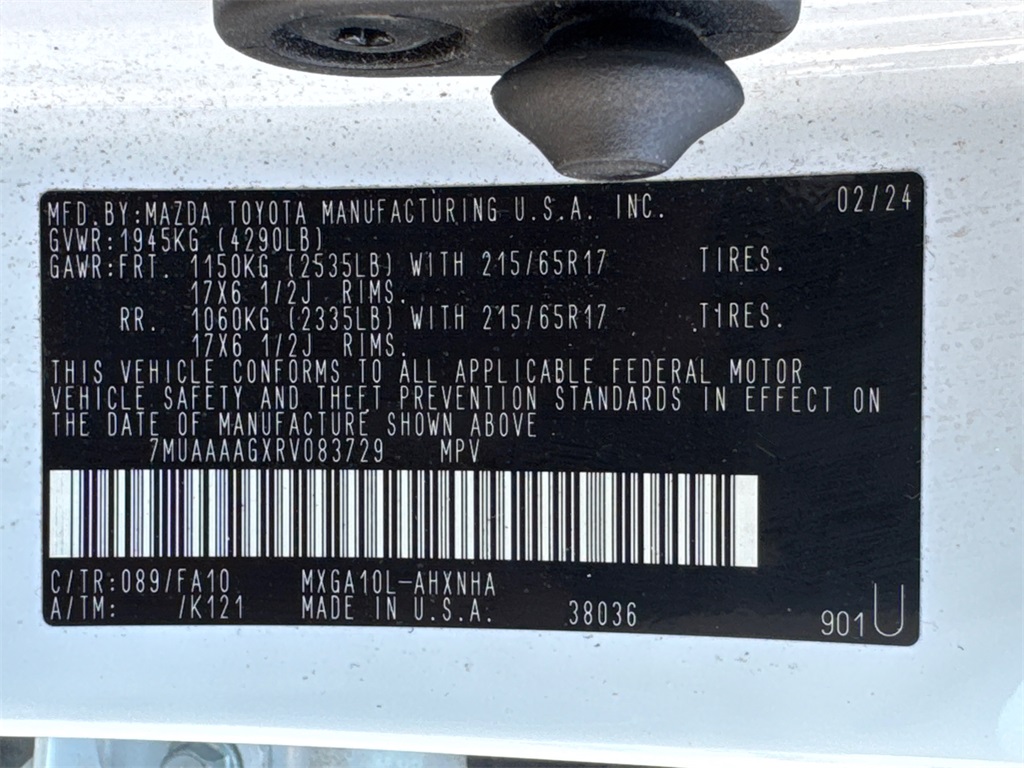 MFD.BY:MAZDA TOYOTA MANUFACTURING U.S.A. INC. 02/24
GVWR:1945KG (4290LB)
GAWR:FRT. 1150KG (2535LB) WITH 215/65R17 TIRES.
17X6 1/2J RIMS.
RR. 1060KG (2335LB) WITH 215/65R17 TIRES.
17X6 1/2J RIMS.
THIS VEHICLE CONFORMS TO ALL APPLICABLE FEDERAL MOTOR
VEHICLE SAFETY AND THEFT PREVENTION STANDARDS IN EFFECT ON
THE DATE OF MANUFACTURE SHOWN ABOVE
7MUAAAAGXRV083729 MPV
C/TR:089/FA10 MXGA10L-AHXNHA
A/TM: /K121 MADE IN U.S.A. 38036 901 U